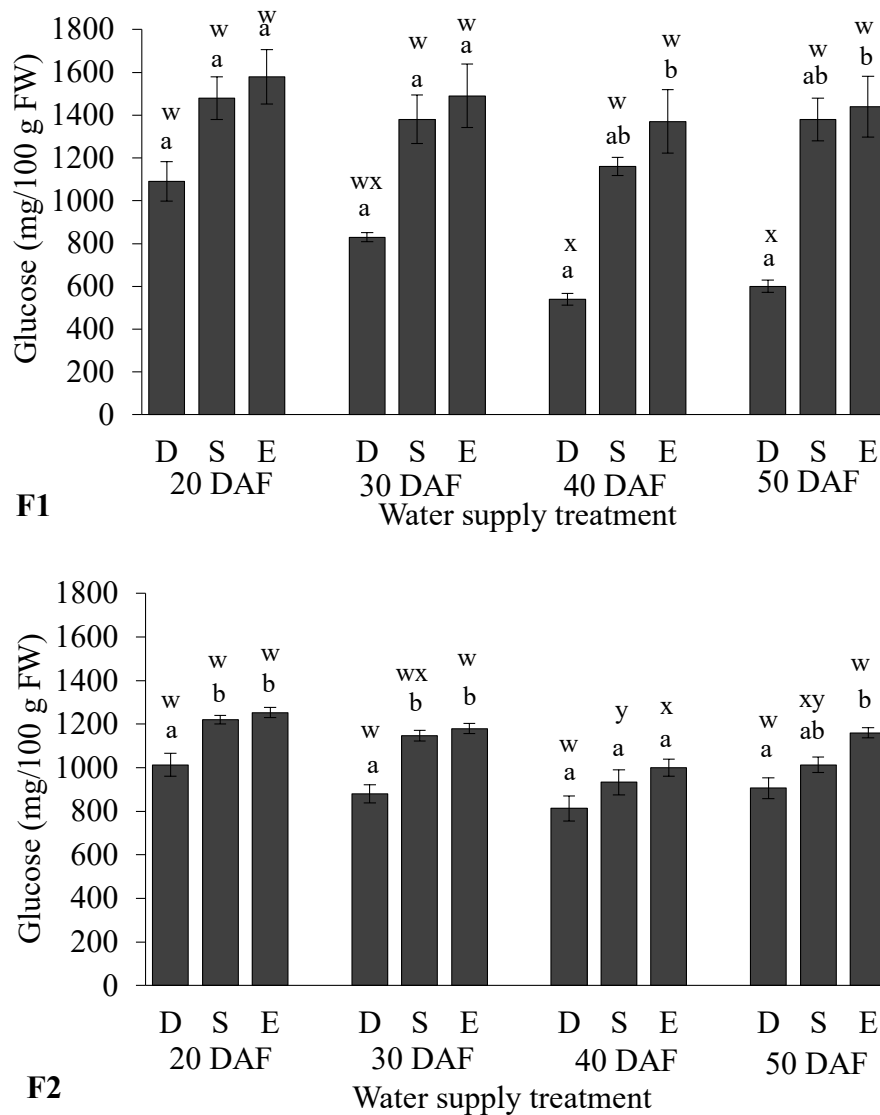 Glucose (mg/100 g FW)
1800
1600
1400
1200
1000
800
600
400
200
0
w w w
a a a
wx w w
a a a
x w w
a ab b
x w w
a ab b
D S E D S E D S E D S E
20 DAF 30 DAF 40 DAF 50 DAF
F1
Water supply treatment
Glucose (mg/100 g FW)
1800
1600
1400
1200
1000
800
600
400
200
0
w w w
a b b
w wx w
a b b
w y x
a a a
w xy w
a ab b
D S E D S E D S E D S E
20 DAF 30 DAF 40 DAF 50 DAF
F2
Water supply treatment